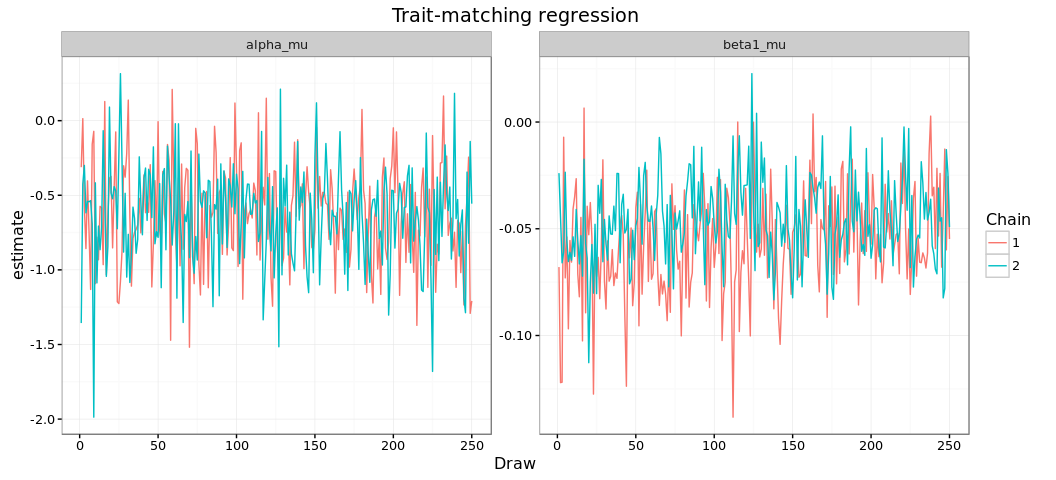 Trait-matching regression
alpha_mu
beta1_mu
estimate
0.0
-0.5
-1.0
-1.5
-2.0
0.00
-0.05
-0.10
0 50 100 150 200 250
0 50 100 150 200 250
Draw
Chain
1
2